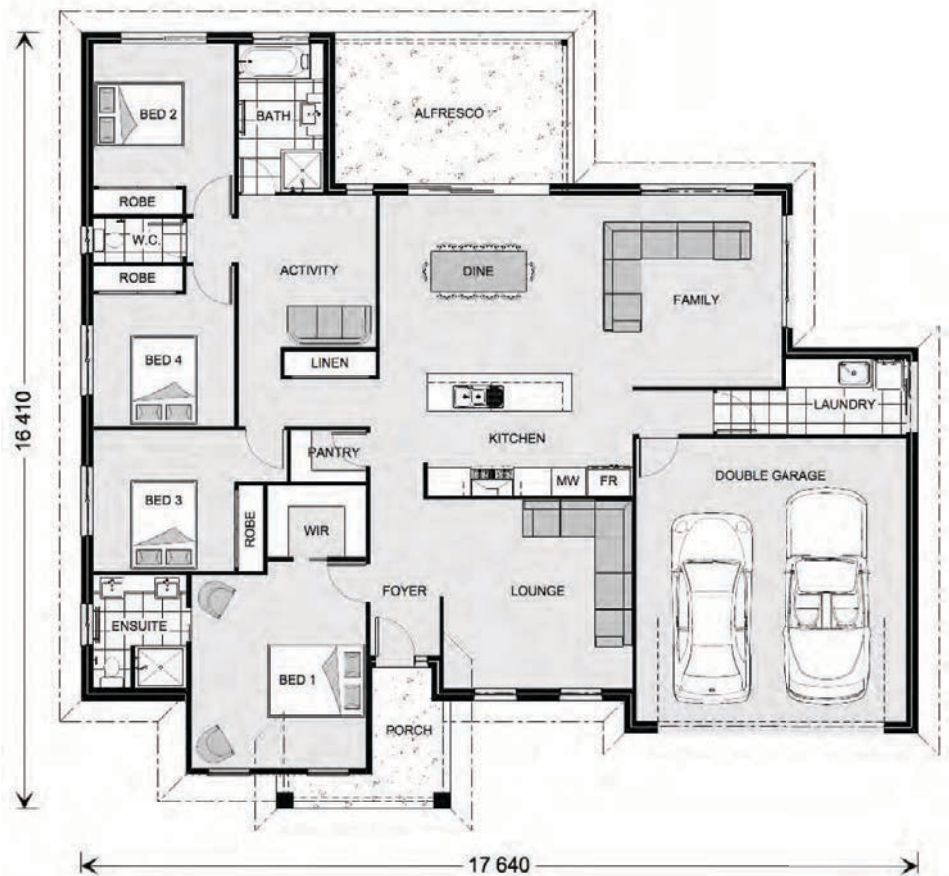 BED 2
BATH
ALFRESCO
ROBE
W.C.
ROBE
ACTIVITY
DINE
FAMILY
BED 4
LINEN
LAUNDRY
16 410
KITCHEN
PANTRY
MW
FR
DOUBLE GARAGE
BED 3
ROBE
WIR
FOYER
LOUNGE
ENSUITE
BED 1
PORCH
17 640